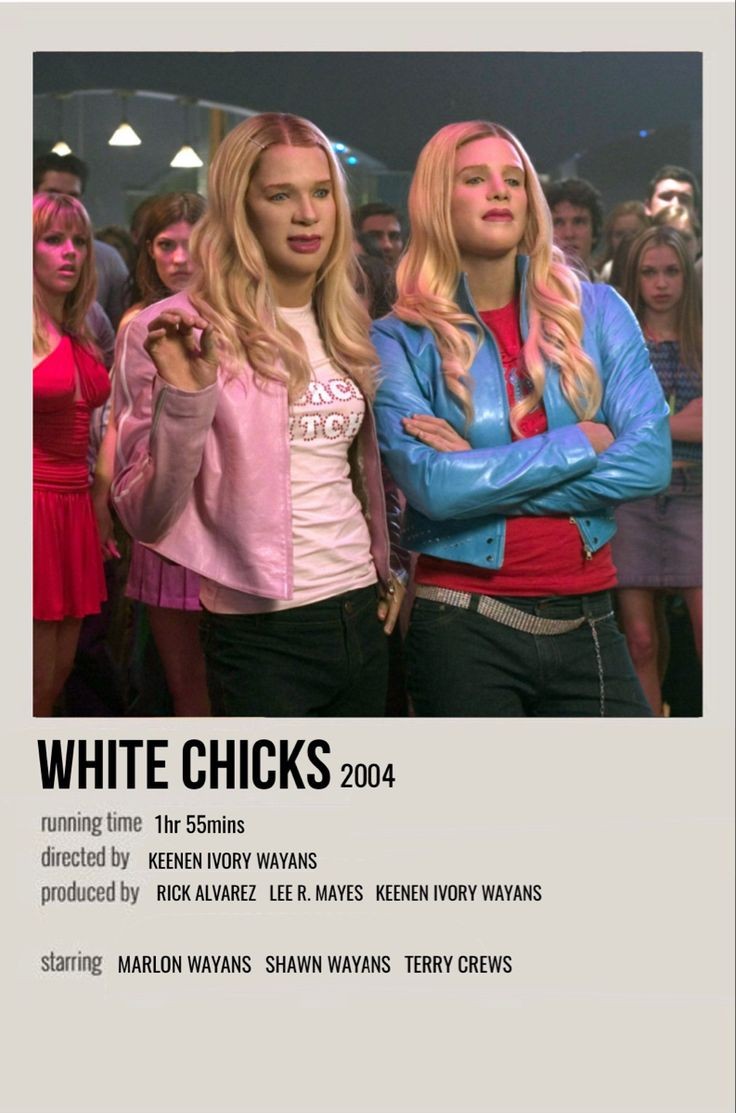 WHITE CHICKS 2004
running time 1hr 55mins
directed by KEENEN IVORY WAYANS
produced by RICK ALVAREZ LEE R. MAYES KEENEN IVORY WAYANS
starring MARLON WAYANS SHAWN WAYANS TERRY CREWS